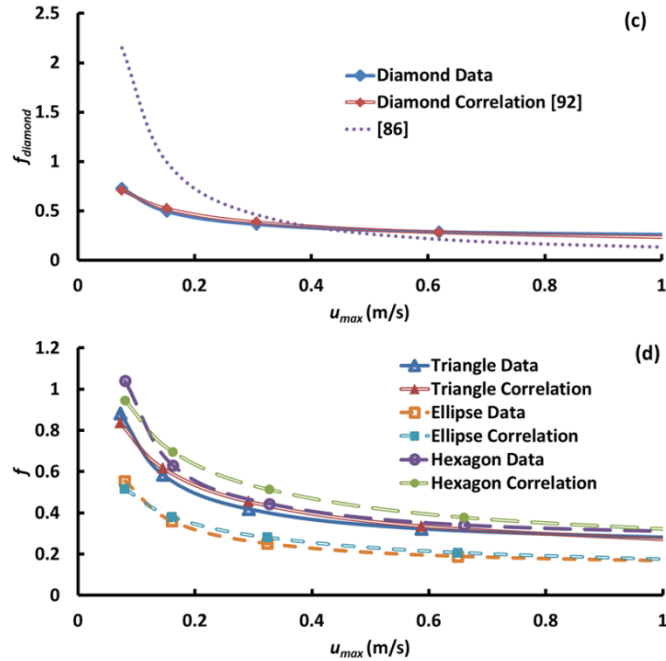 (c)
2.5
2
1.5
1
0.5
0
f_diamond
Diamond Data
Diamond Correlation [92]
[86]
0 0.2 0.4 0.6 0.8 1
u_max (m/s)
(d)
1.2
1
0.8
0.6
0.4
0.2
0
f
Triangle Data
Triangle Correlation
Ellipse Data
Ellipse Correlation
Hexagon Data
Hexagon Correlation
0 0.2 0.4 0.6 0.8 1
u_max (m/s)